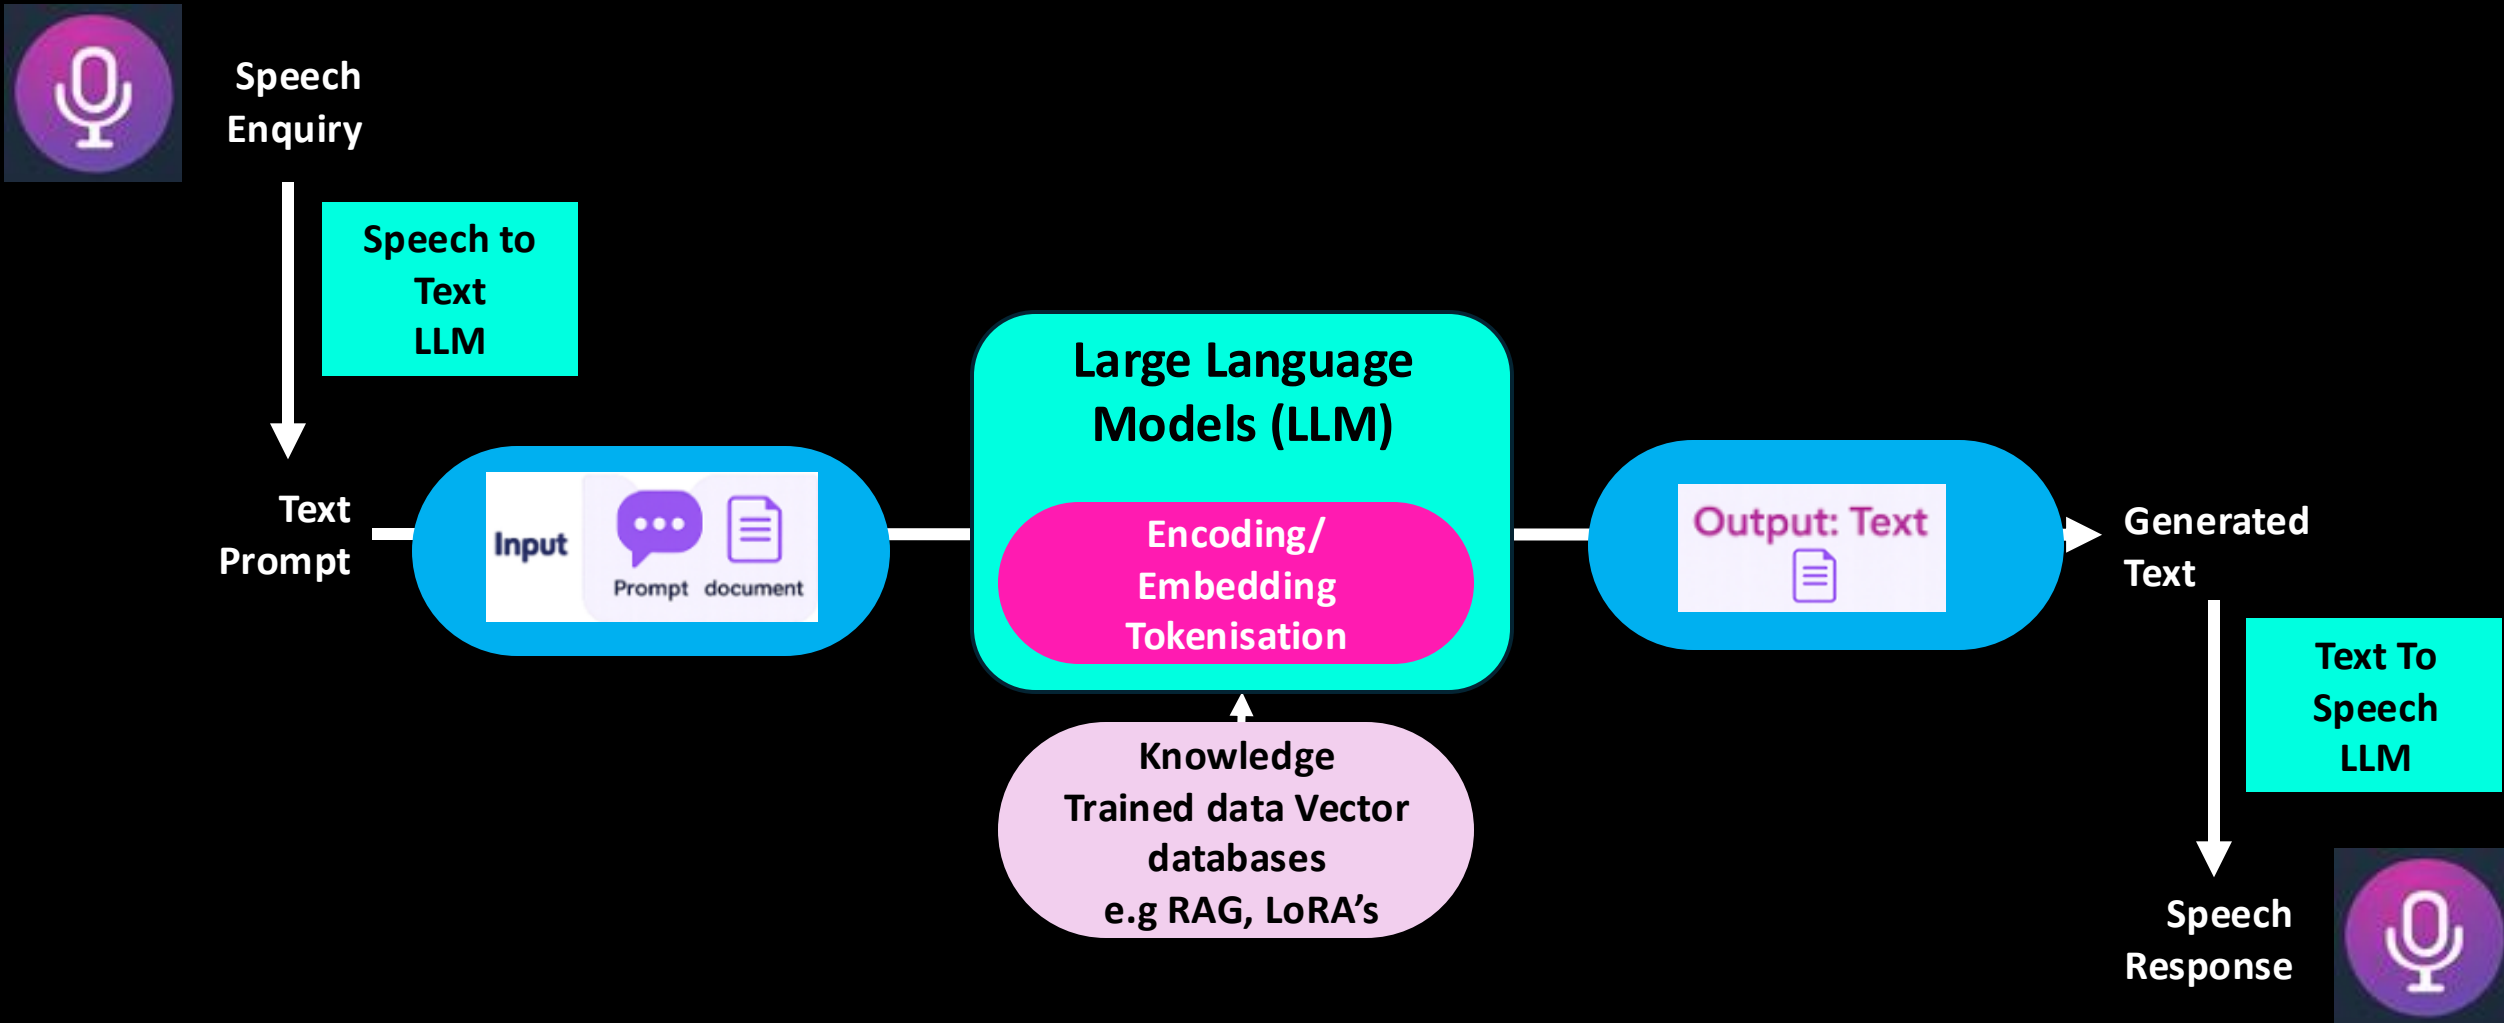 Speech
Enquiry
Speech to
Text
LLM
Text
Prompt
Input
Prompt document
Large Language
Models (LLM)
Encoding/
Embedding
Tokenisation
Knowledge
Trained data Vector
databases
e.g RAG, LoRA’s
Output: Text
Generated
Text
Text To
Speech
LLM
Speech
Response